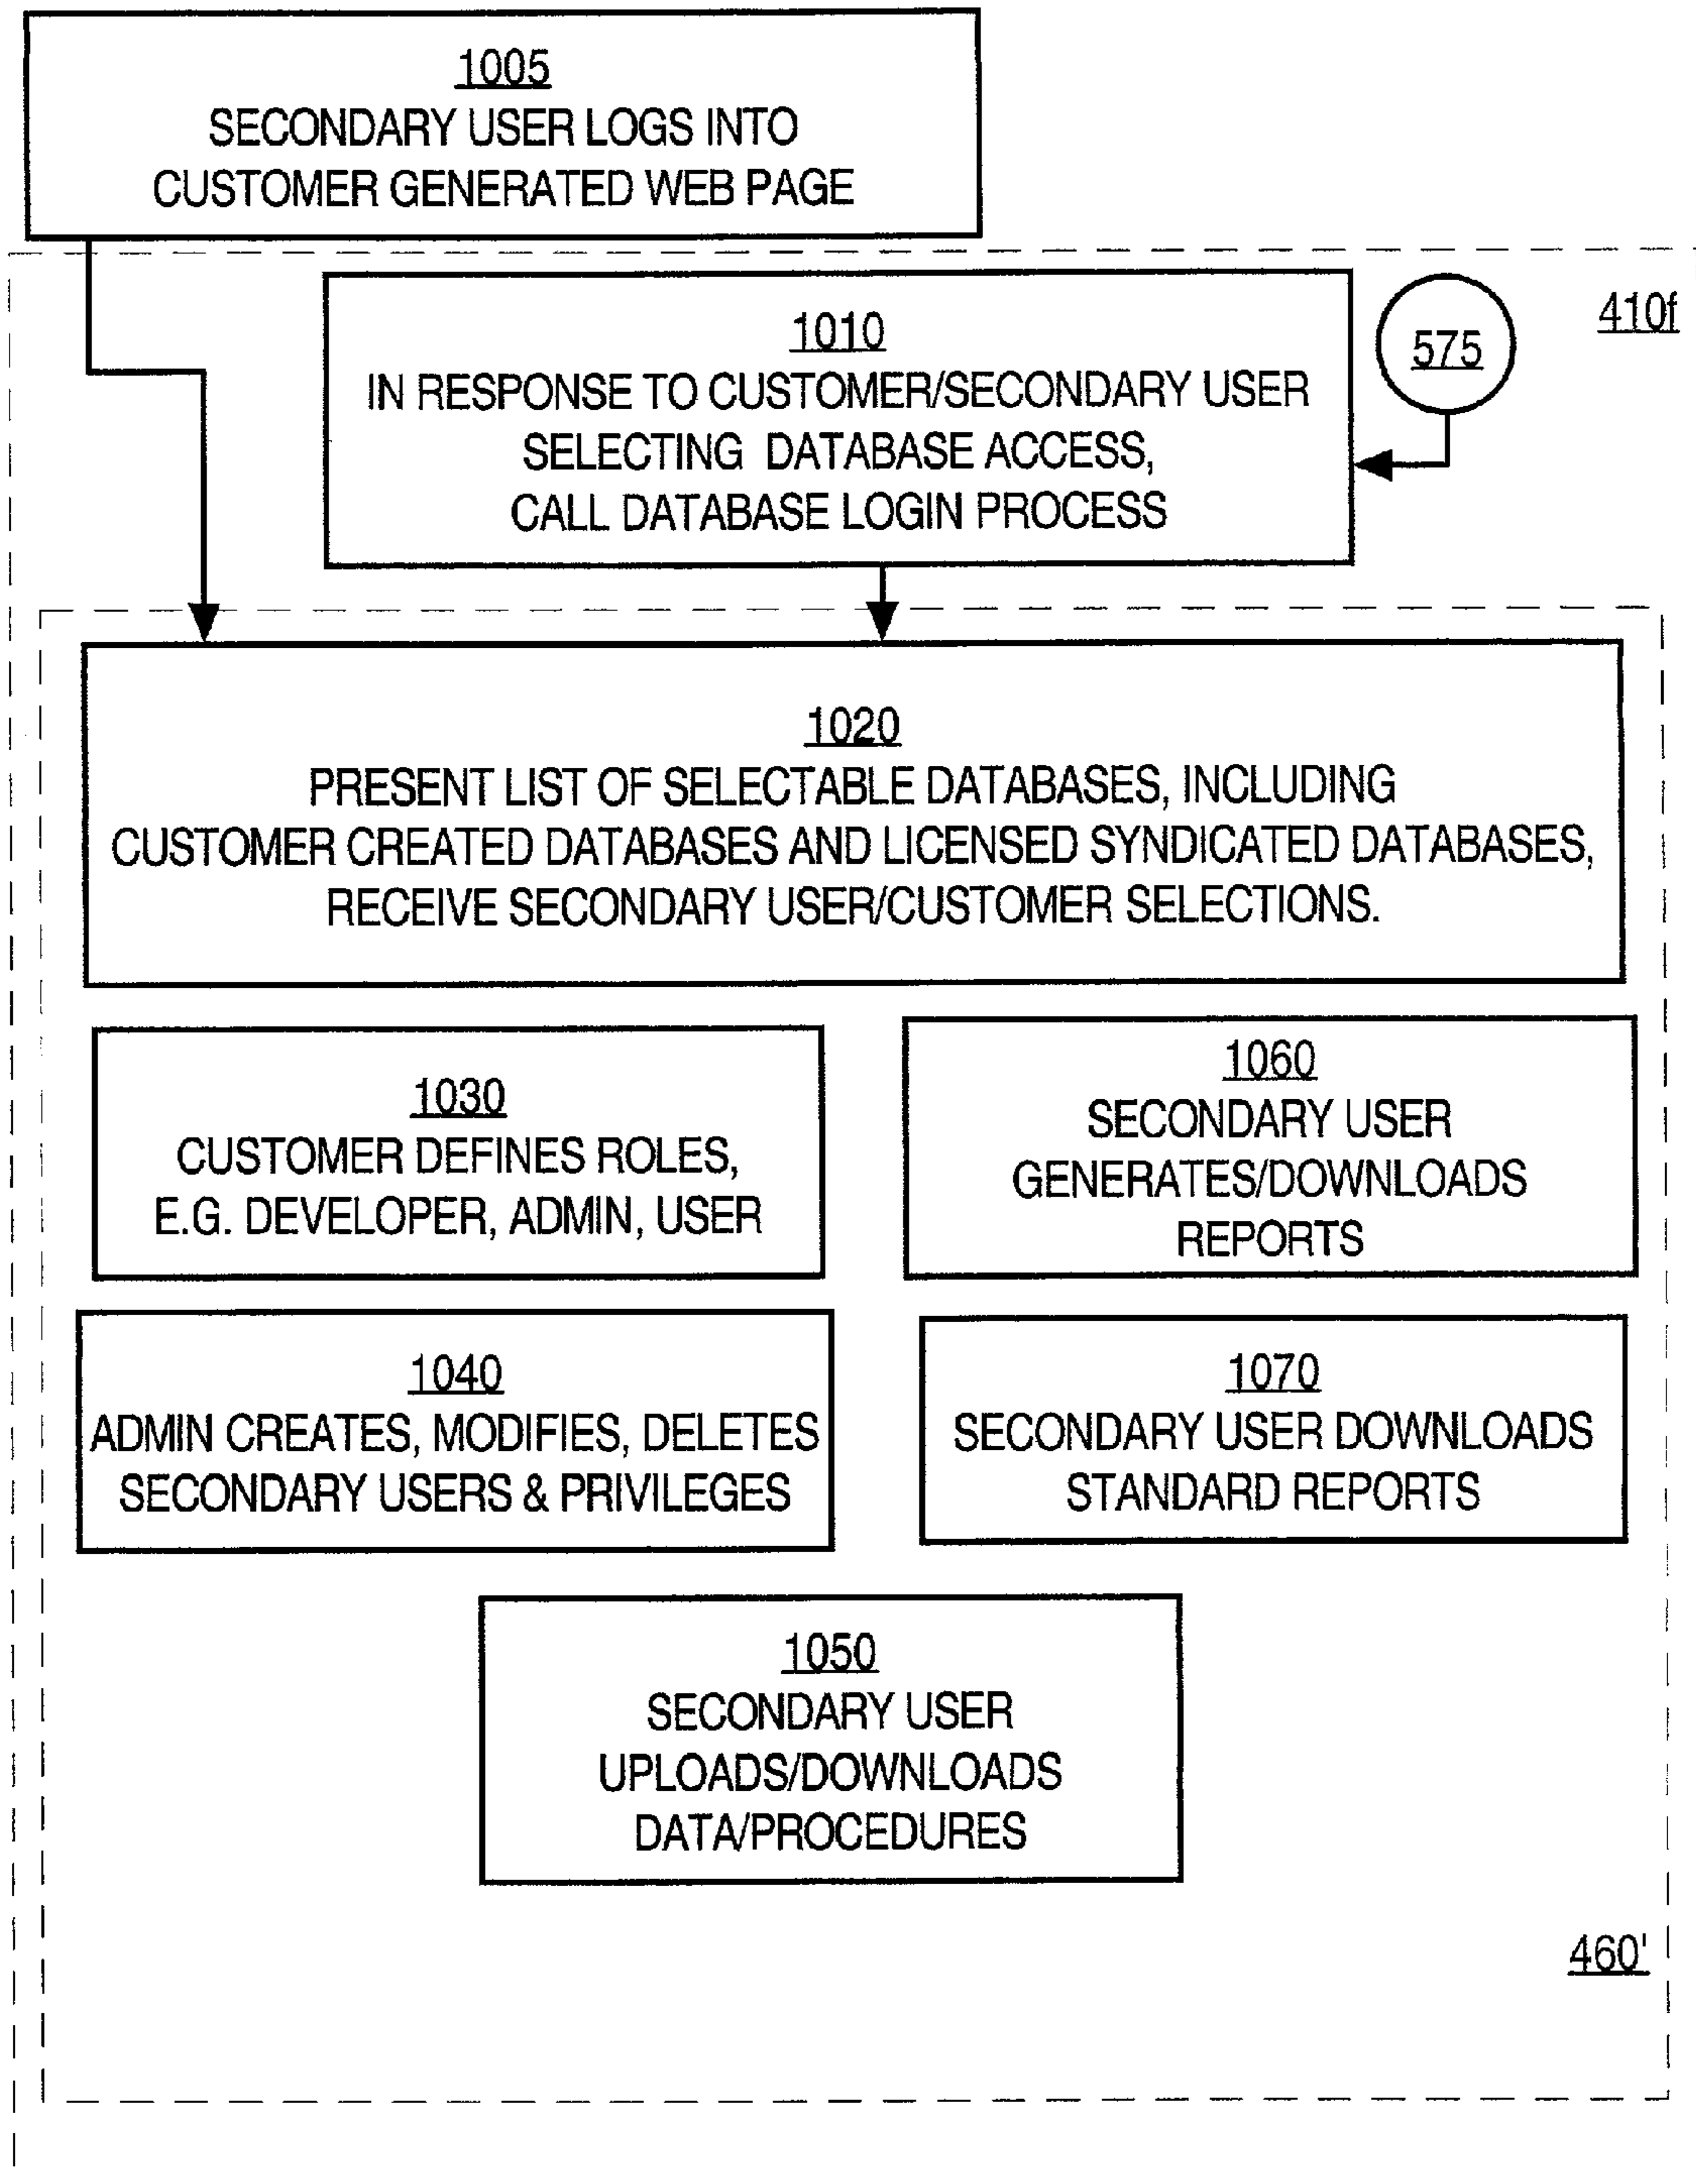 1005
SECONDARY USER LOGS INTO
CUSTOMER GENERATED WEB PAGE
410f
1010
IN RESPONSE TO CUSTOMER/SECONDARY USER
SELECTING DATABASE ACCESS,
CALL DATABASE LOGIN PROCESS
575
1020
PRESENT LIST OF SELECTABLE DATABASES, INCLUDING
CUSTOMER CREATED DATABASES AND LICENSED SYNDICATED DATABASES,
RECEIVE SECONDARY USER/CUSTOMER SELECTIONS.
1030
CUSTOMER DEFINES ROLES,
E.G. DEVELOPER, ADMIN, USER
1060
SECONDARY USER
GENERATES/DOWNLOADS
REPORTS
1040
ADMIN CREATES, MODIFIES, DELETES
SECONDARY USERS & PRIVILEGES
1070
SECONDARY USER DOWNLOADS
STANDARD REPORTS
1050
SECONDARY USER
UPLOADS/DOWNLOADS
DATA/PROCEDURES
460'